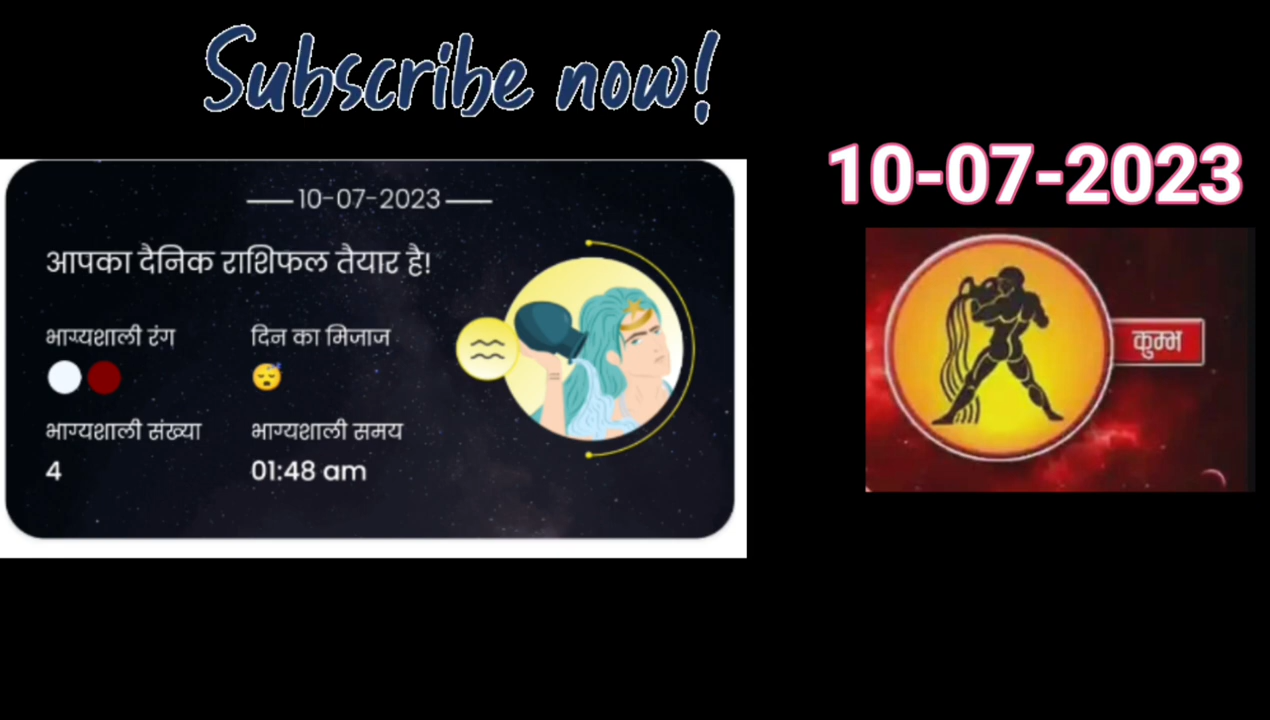 Subscribe now!
10-07-2023
10-07-2023
आपका दैनिक राशिफल तैयार है!
भाग्यशाली रंग
दिन का मिजाज
भाग्यशाली संख्या
भाग्यशाली समय
4
01:48 am
कुम्भ